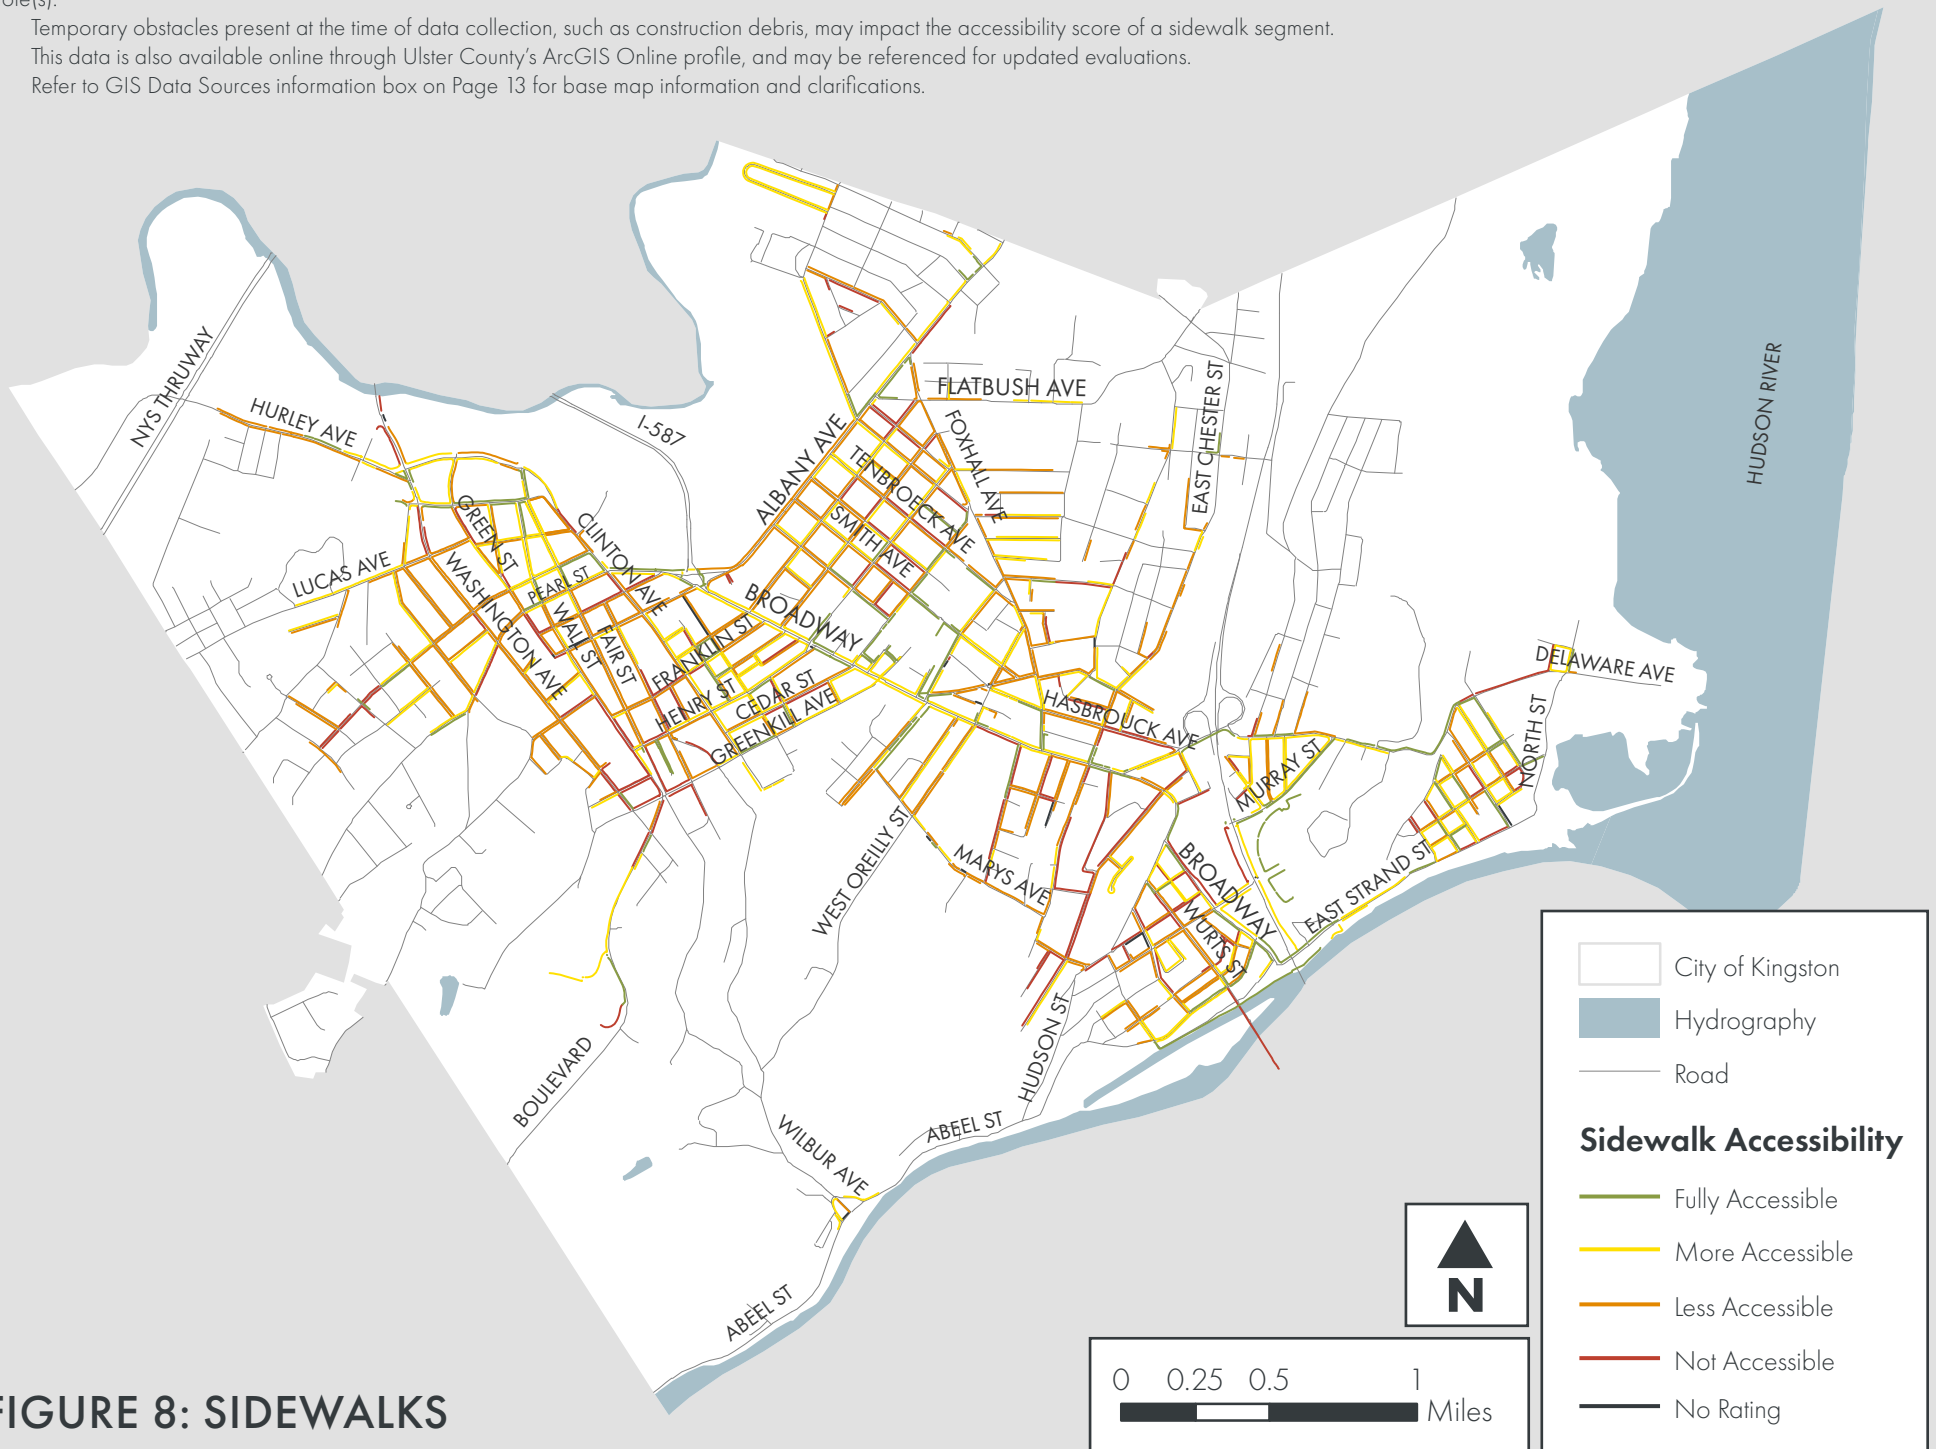 Temporary obstacles present at the time of data collection, such as construction debris, may impact the accessibility score of a sidewalk segment.
This data is also available online through Ulster County's ArcGIS Online profile, and may be referenced for updated evaluations.
Refer to GIS Data Sources information box on Page 13 for base map information and clarifications.
NYS THRUWAY
HURLEY AVE
I-587
FLATBUSH AVE
EAST CHESTER ST
HUDSON RIVER
ALBANY AVE
FOXHALL AVE
TENBROECK AVE
SMITH AVE
GREEN ST
CLINTON AVE
LUCAS AVE
WASHINGTON AVE
PEARL ST
WALL ST
FAIR ST
BROADWAY
FRANKLIN ST
HENRY ST
CEDAR ST
GREENKILL AVE
HASBROUCK AVE
DELAWARE AVE
NORTH ST
MURRAY ST
WEST OREILLY ST
MARYS AVE
BROADWAY
WURTS ST
EAST STRAND ST
HUDSON ST
BOULEVARD
WILBUR AVE
ABEEL ST
ABEEL ST
City of Kingston
Hydrography
Road
Sidewalk Accessibility
Fully Accessible
More Accessible
Less Accessible
Not Accessible
No Rating
N
0 0.25 0.5 1
Miles
FIGURE 8: SIDEWALKS